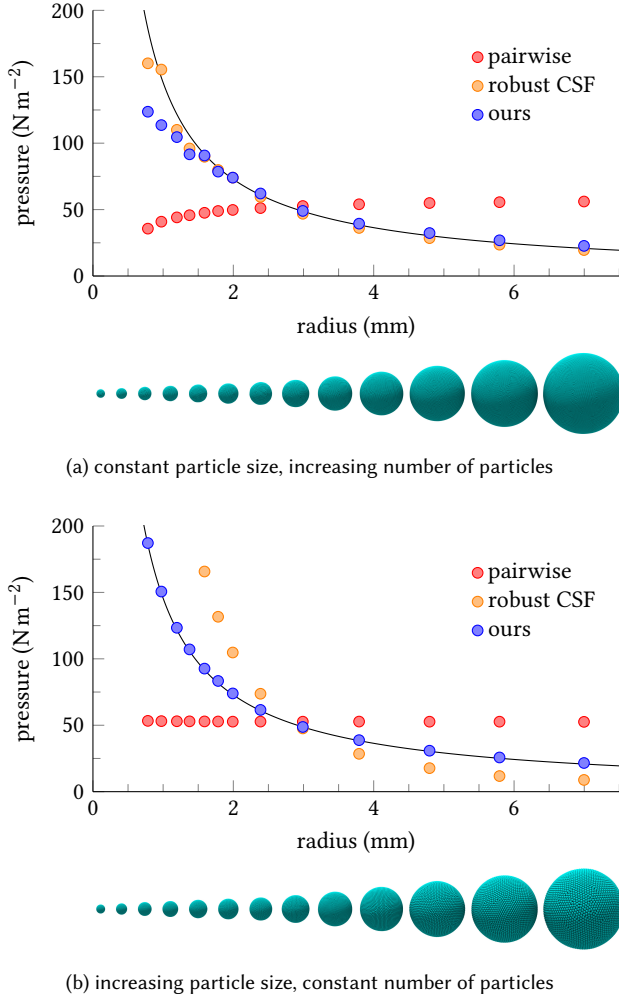 200
150
100
50
0
pressure (N m−2)
pairwise
robust CSF
ours
0 2 4 6
radius (mm)
(a) constant particle size, increasing number of particles
200
150
100
50
0
pressure (N m−2)
pairwise
robust CSF
ours
0 2 4 6
radius (mm)
(b) increasing particle size, constant number of particles